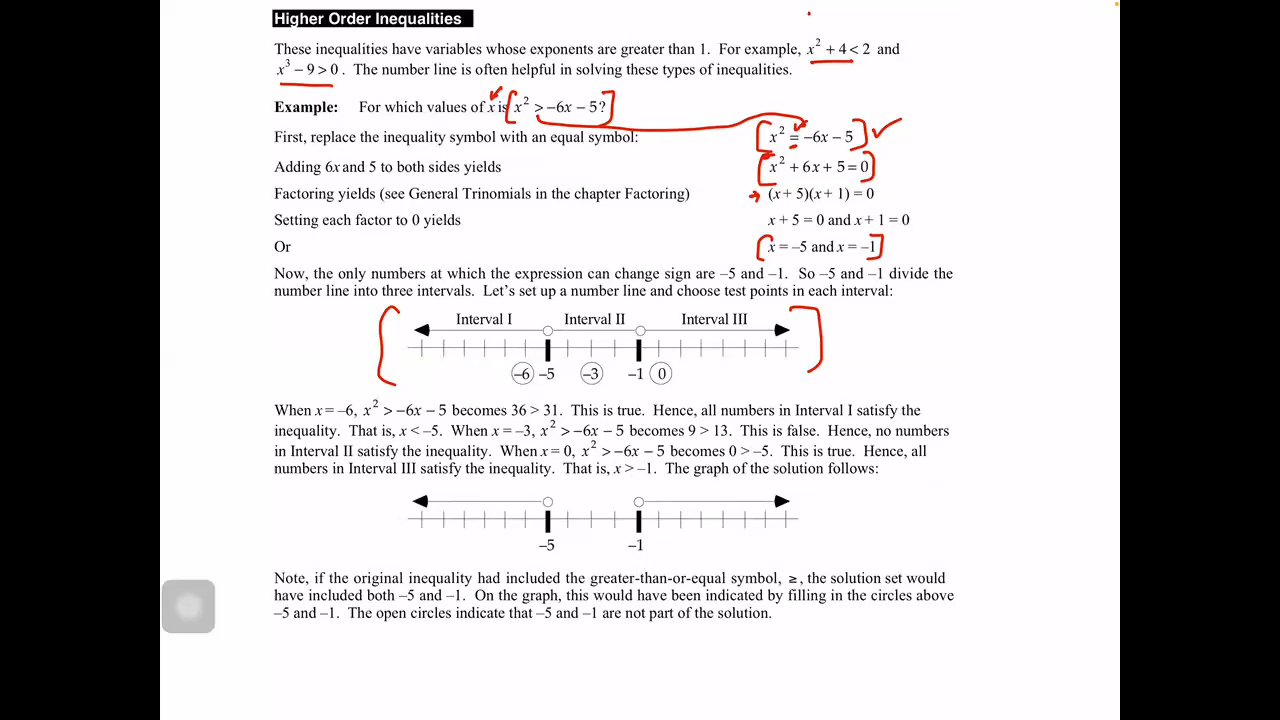 Higher Order Inequalities
These inequalities have variables whose exponents are greater than 1. For example, x² + 4 < 2 and
x³ – 9 > 0 . The number line is often helpful in solving these types of inequalities.
Example: For which values of x is x² > –6x – 5?
First, replace the inequality symbol with an equal symbol: x² = –6x – 5
Adding 6x and 5 to both sides yields x² + 6x + 5 = 0
Factoring yields (see General Trinomials in the chapter Factoring) (x + 5)(x + 1) = 0
Setting each factor to 0 yields x + 5 = 0 and x + 1 = 0
Or x = –5 and x = –1
Now, the only numbers at which the expression can change sign are –5 and –1. So –5 and –1 divide the
number line into three intervals. Let's set up a number line and choose test points in each interval:
Interval I Interval II Interval III
–6 –5 –3 –1 0
When x = –6, x² > –6x – 5 becomes 36 > 31. This is true. Hence, all numbers in Interval I satisfy the
inequality. That is, x < –5. When x = –3, x² > –6x – 5 becomes 9 > 13. This is false. Hence, no numbers
in Interval II satisfy the inequality. When x = 0, x² > –6x – 5 becomes 0 > –5. This is true. Hence, all
numbers in Interval III satisfy the inequality. That is, x > –1. The graph of the solution follows:
–5 –1
Note, if the original inequality had included the greater-than-or-equal symbol, ≥, the solution set would
have included both –5 and –1. On the graph, this would have been indicated by filling in the circles above
–5 and –1. The open circles indicate that –5 and –1 are not part of the solution.